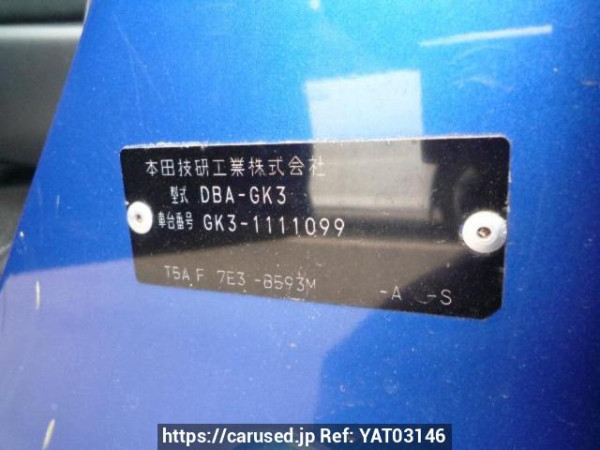 本田技研工業株式会社
型式 DBA-GK3
車台番号 GK3-1111099
T5A F 7E3 -B593M -A -S
https://carused.jp Ref: YAT03146